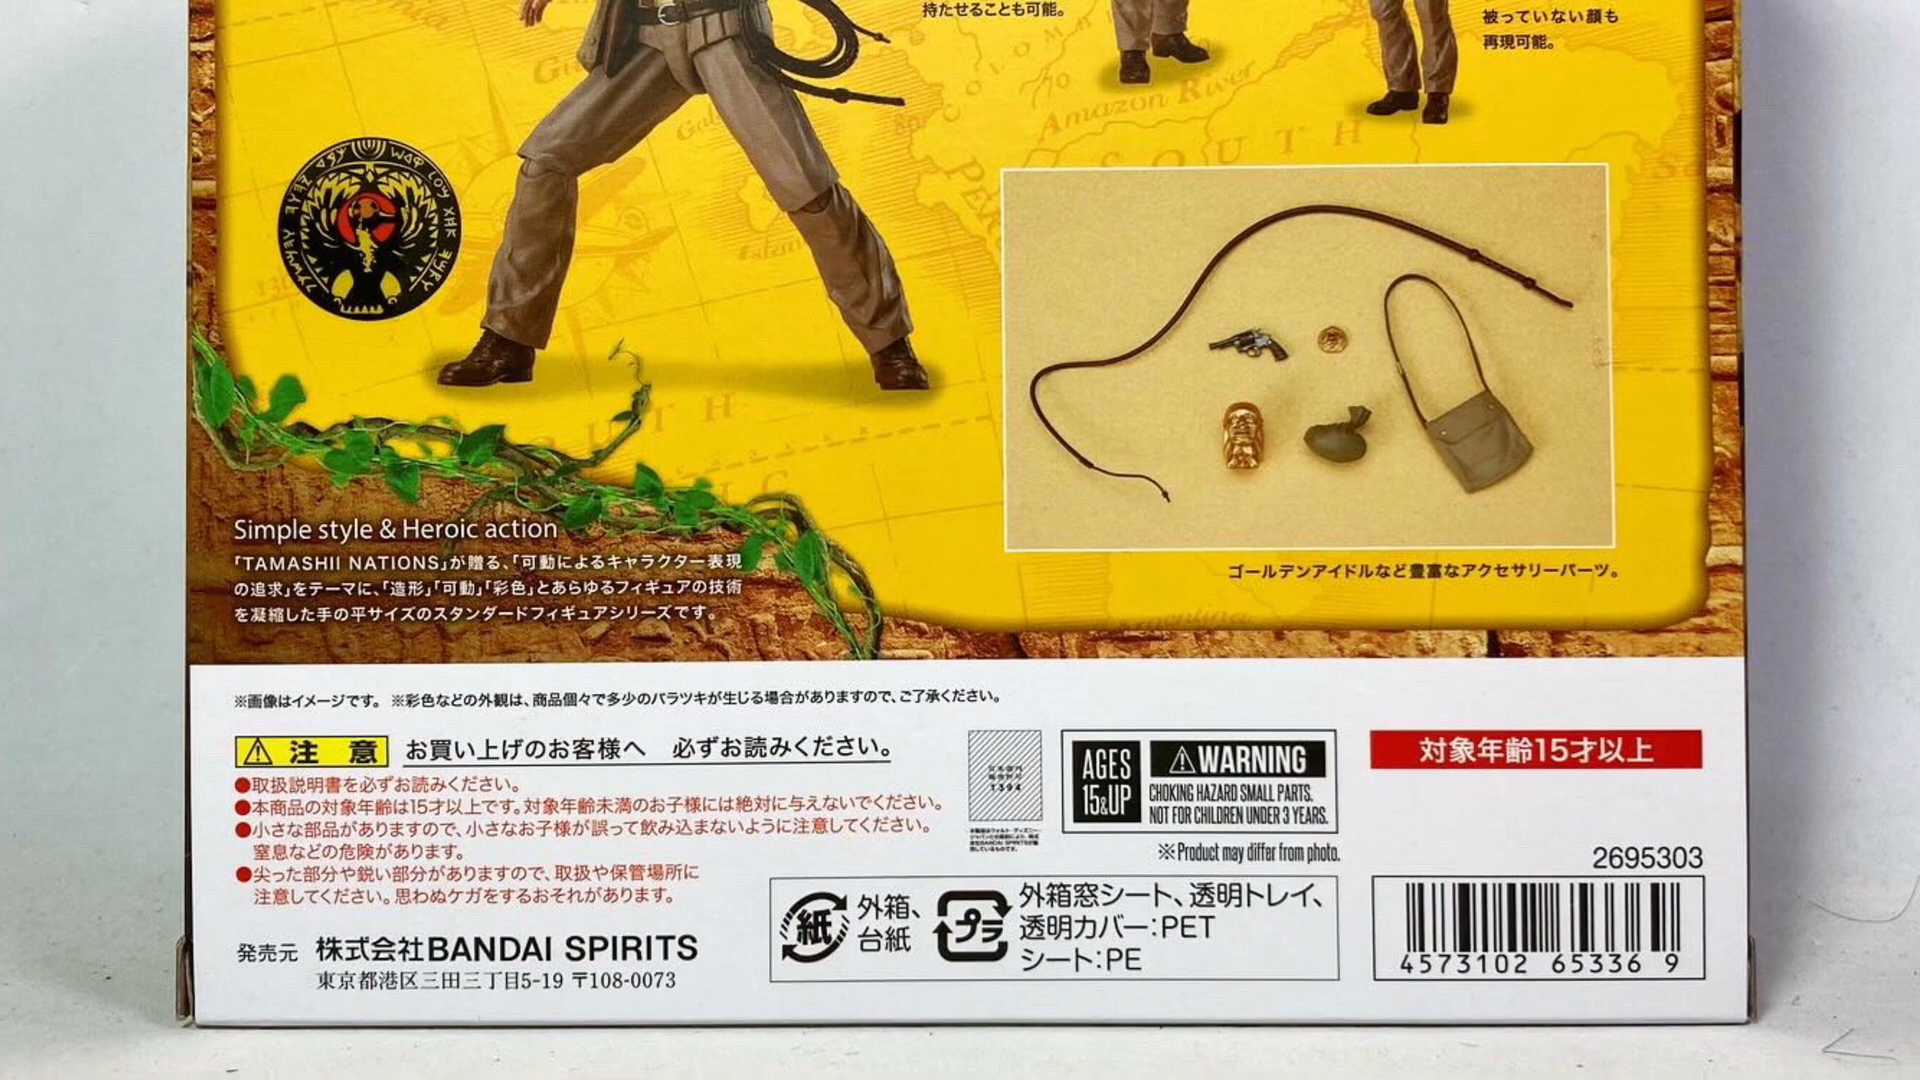 持たせることも可能。
被っていない顔も
再現可能。
Amazon River
SOUTH
Simple style & Heroic action
「TAMASHII NATIONS」が贈る、「可動によるキャラクター表現
の追求」をテーマに、「造形」「可動」「彩色」とあらゆるフィギュアの技術
を凝縮した手の平サイズのスタンダードフィギュアシリーズです。
ゴールデンアイドルなど豊富なアクセサリーパーツ。
※画像はイメージです。 ※彩色などの外観は、商品個々で多少のバラツキが生じる場合がありますので、ご了承ください。
⚠注意 お買い上げのお客様へ 必ずお読みください。
●取扱説明書を必ずお読みください。
●本商品の対象年齢は15才以上です。対象年齢未満のお子様には絶対に与えないでください。
●小さな部品がありますので、小さなお子様が誤って飲み込まないように注意してください。
窒息などの危険があります。
●尖った部分や鋭い部分がありますので、取扱や保管場所に
注意してください。思わぬケガをするおそれがあります。
発売元 株式会社BANDAI SPIRITS
東京都港区三田三丁目5-19 〒108-0073
1394
AGES
15&UP
⚠WARNING
CHOKING HAZARD SMALL PARTS.
NOT FOR CHILDREN UNDER 3 YEARS.
※Product may differ from photo.
対象年齢15才以上
紙 外箱、
台紙
プラ 外箱窓シート、透明トレイ、
透明カバー:PET
シート:PE
2695303
4573102 65336 9